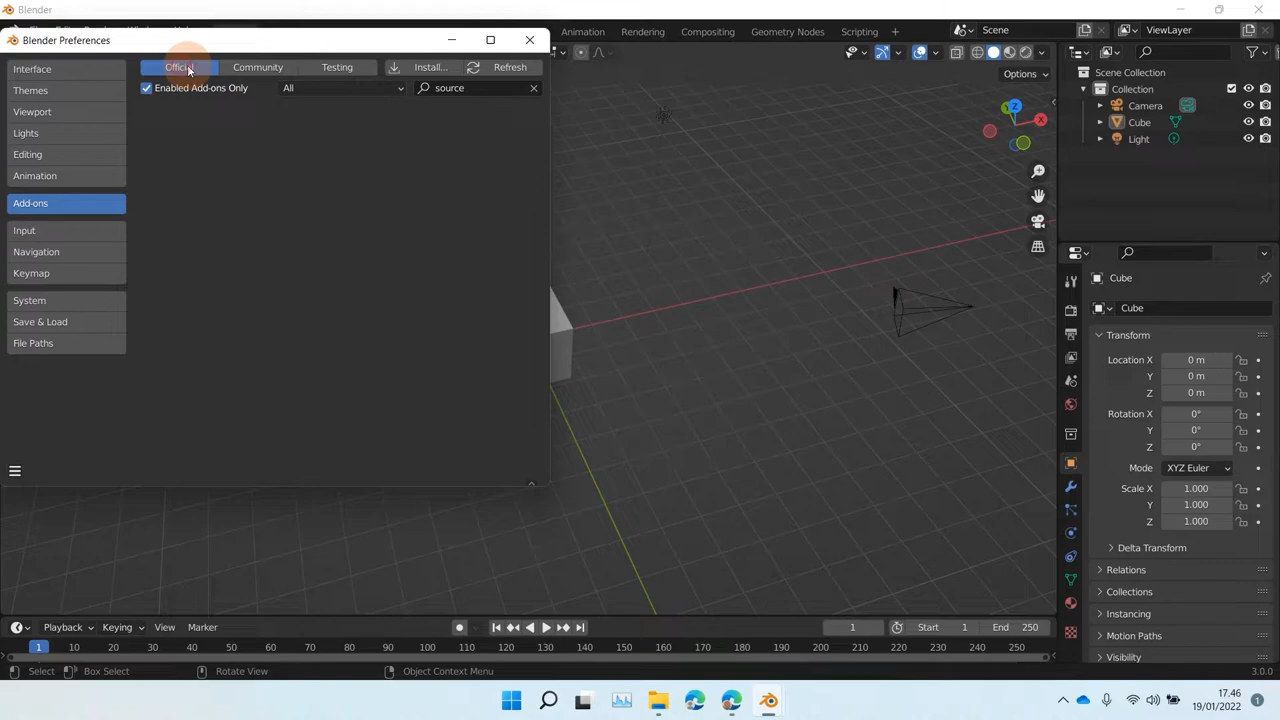 Blender
Rendering Compositing Geometry Nodes Scripting Scene ViewLayer
Blender Preferences
Options
Interface
Themes
Viewport
Lights
Editing
Animation
Add-ons
Input
Navigation
Keymap
System
Save & Load
File Paths
Community Testing Install... Refresh
Enabled Add-ons Only All source
Z
X
Scene Collection
Collection
Camera
Cube
Light
Cube
Cube
Transform
Location X 0 m
Y 0 m
Z 0 m
Rotation X 0°
Y 0°
Z 0°
Mode XYZ Euler
Scale X 1.000
Y 1.000
Z 1.000
Delta Transform
Relations
Collections
Instancing
Motion Paths
Visibility
Playback Keying View Marker 1 Start 1 End 250
1 10 20 30 40 50 60 70 80 90 100 110 120 130 140 150 160 170 180 190 200 210 220 230 240 250
Select Box Select Rotate View Object Context Menu 3.0.0
17.46
19/01/2022 1